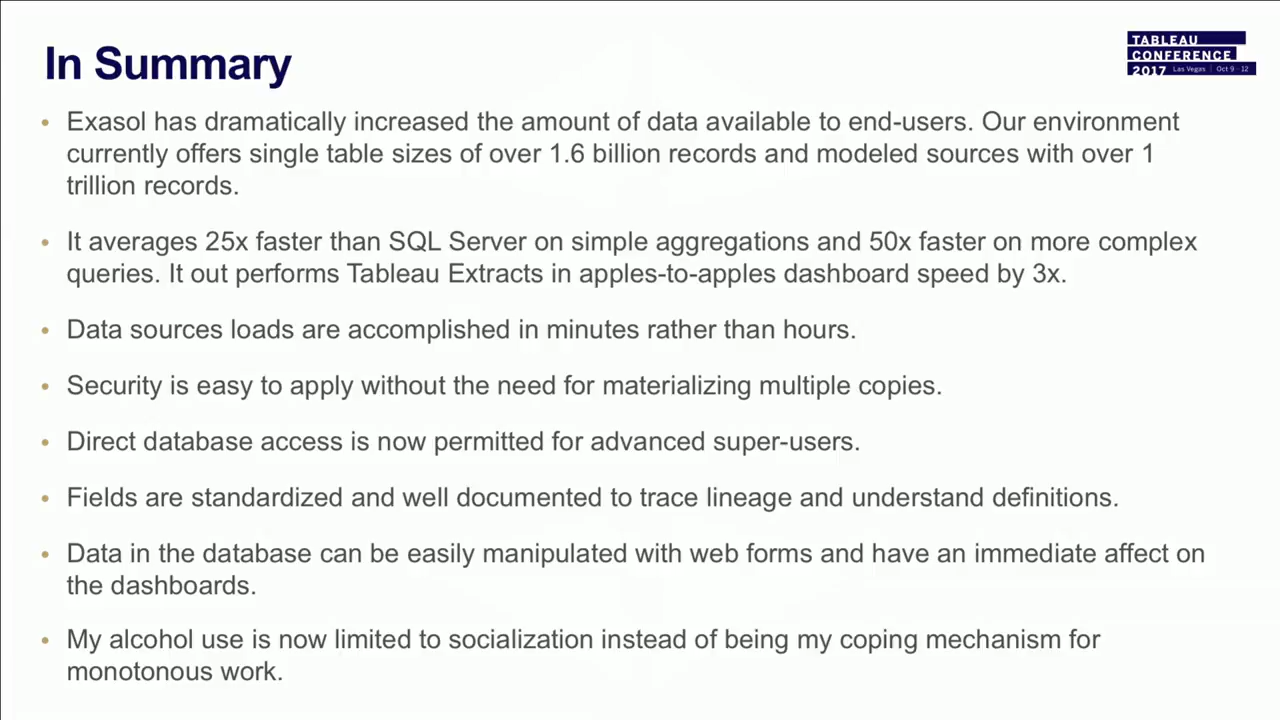 In Summary
TABLEAU
CONFERENCE
2017 Las Vegas | Oct 9 - 12
• Exasol has dramatically increased the amount of data available to end-users. Our environment
currently offers single table sizes of over 1.6 billion records and modeled sources with over 1
trillion records.
• It averages 25x faster than SQL Server on simple aggregations and 50x faster on more complex
queries. It out performs Tableau Extracts in apples-to-apples dashboard speed by 3x.
• Data sources loads are accomplished in minutes rather than hours.
• Security is easy to apply without the need for materializing multiple copies.
• Direct database access is now permitted for advanced super-users.
• Fields are standardized and well documented to trace lineage and understand definitions.
• Data in the database can be easily manipulated with web forms and have an immediate affect on
the dashboards.
• My alcohol use is now limited to socialization instead of being my coping mechanism for
monotonous work.